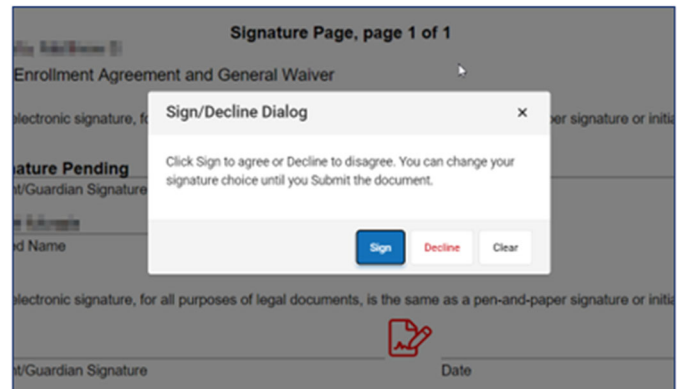 Signature Page, page 1 of 1
Enrollment Agreement and General Waiver
Sign/Decline Dialog ×
electronic signature, fo
er signature or initia
Click Sign to agree or Decline to disagree. You can change your
signature choice until you Submit the document.
ature Pending
nt/Guardian Signature
d Name
Sign Decline Clear
electronic signature, for all purposes of legal documents, is the same as a pen-and-paper signature or initia
nt/Guardian Signature Date